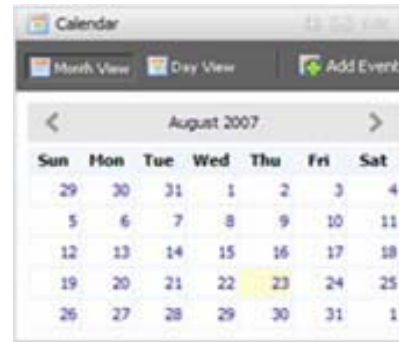 Calendar
Month View Day View Add Event
August 2007
Sun Mon Tue Wed Thu Fri Sat
29 30 31 1 2 3 4
5 6 7 8 9 10 11
12 13 14 15 16 17 18
19 20 21 22 23 24 25
26 27 28 29 30 31 1